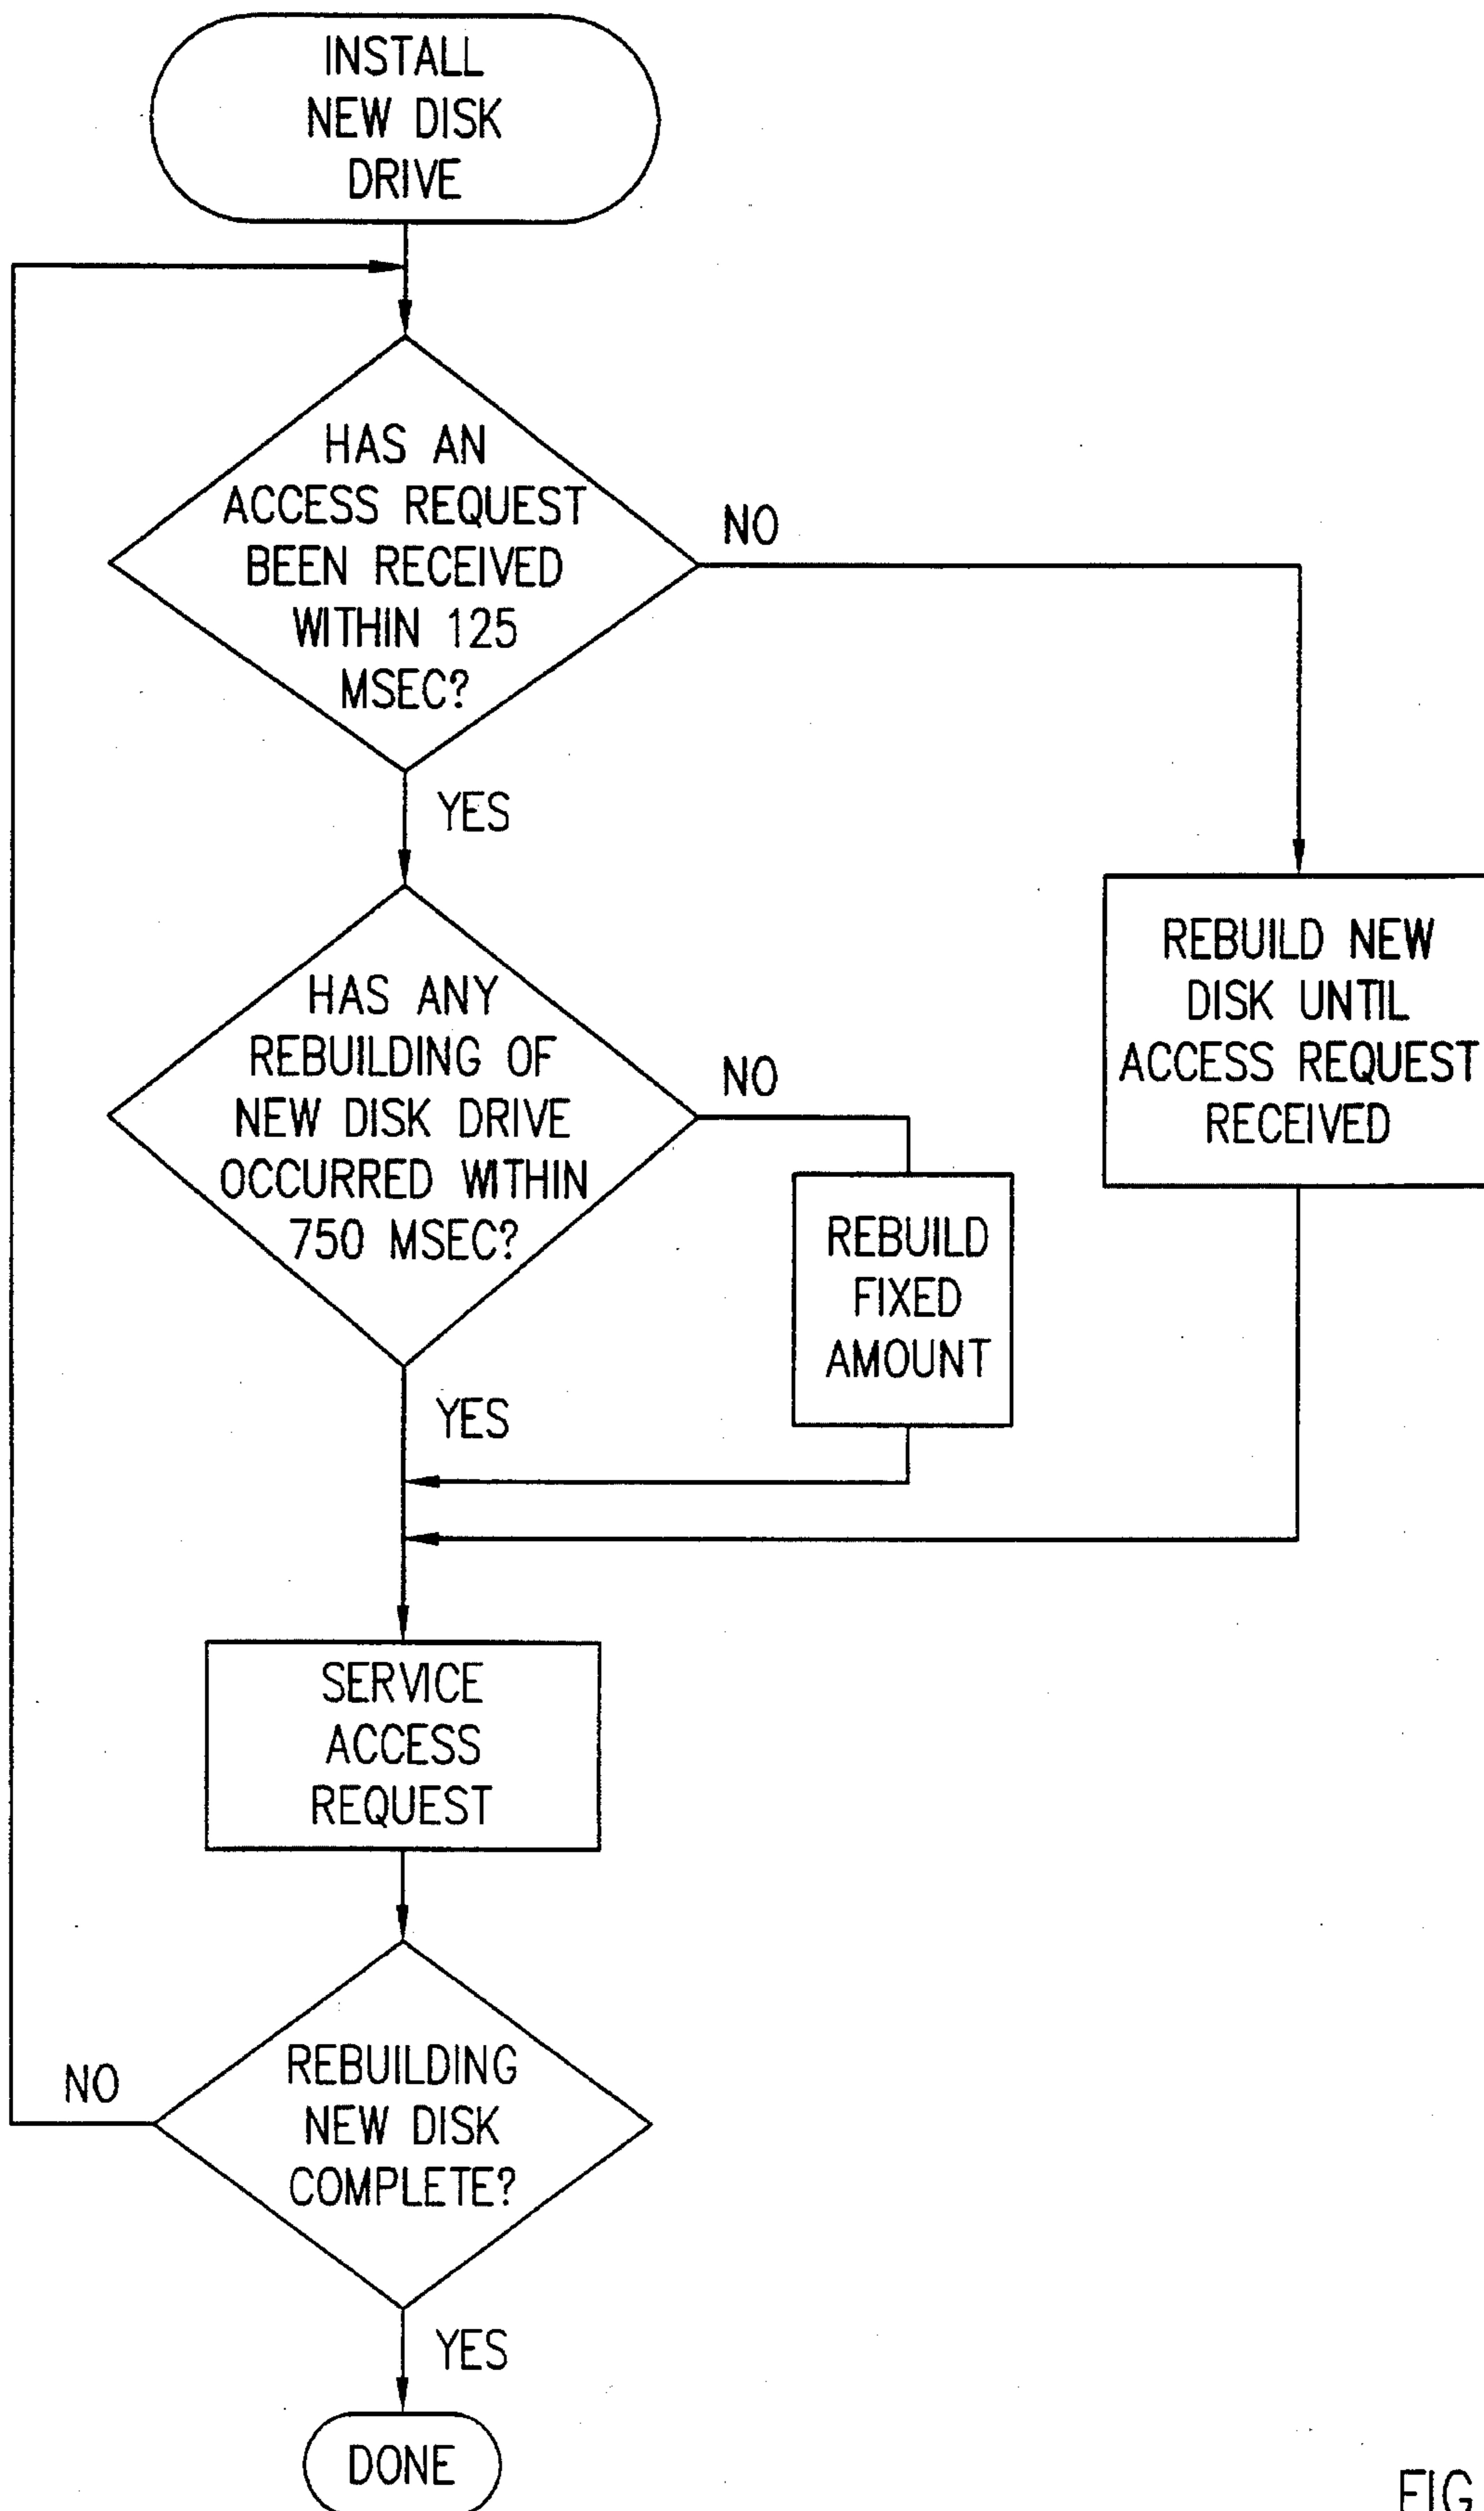 INSTALL
NEW DISK
DRIVE
HAS AN
ACCESS REQUEST
BEEN RECEIVED
WITHIN 125
MSEC?
NO
YES
REBUILD NEW
DISK UNTIL
ACCESS REQUEST
RECEIVED
HAS ANY
REBUILDING OF
NEW DISK DRIVE
OCCURRED WITHIN
750 MSEC?
NO
REBUILD
FIXED
AMOUNT
YES
SERVICE
ACCESS
REQUEST
REBUILDING
NEW DISK
COMPLETE?
NO
YES
DONE
FIG